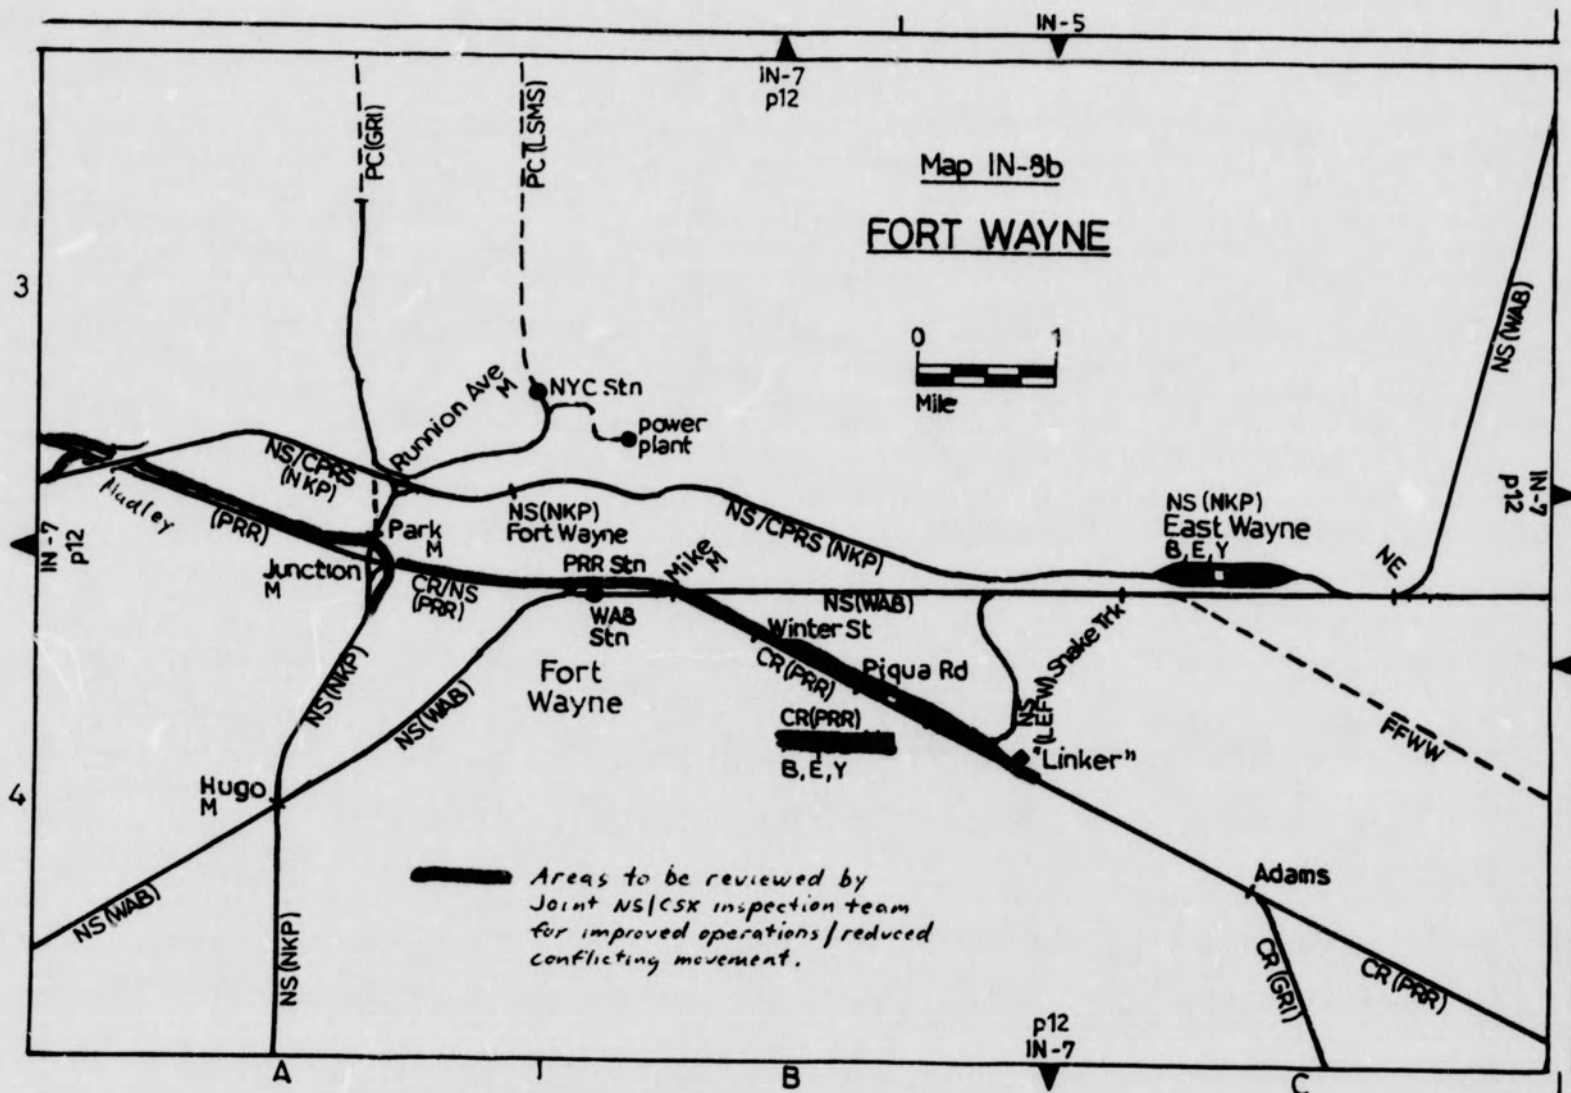 IN-5
IN-7
p12
Map IN-8b
FORT WAYNE
0 1
Mile
PC(GRI)
PC(LSMS)
3
NS(WAB)
Runnion Ave
M
NYC Stn
power
plant
NS/CPRS
(NKP)
Hadley
(PRR)
NS(NKP)
Fort Wayne
NS/CPRS (NKP)
NS (NKP)
East Wayne
B, E, Y
NE
IN-7
p12
IN-7
p12
Park
M
Junction
M
CR/NS
(PRR)
PRR Stn
Mike
M
WAB
Stn
NS(WAB)
Winter St
CR(PRR)
Piqua Rd
NS
(LEFW) Snake Trk
Fort
Wayne
NS(NKP)
NS(WAB)
CR(PRR)
B, E, Y
"Linker"
FFWW
4
Hugo
M
Adams
NS(WAB)
NS(NKP)
Areas to be reviewed by
Joint NS/CSX inspection team
for improved operations/reduced
conflicting movement.
CR(GRI)
CR(PRR)
p12
IN-7
A B C